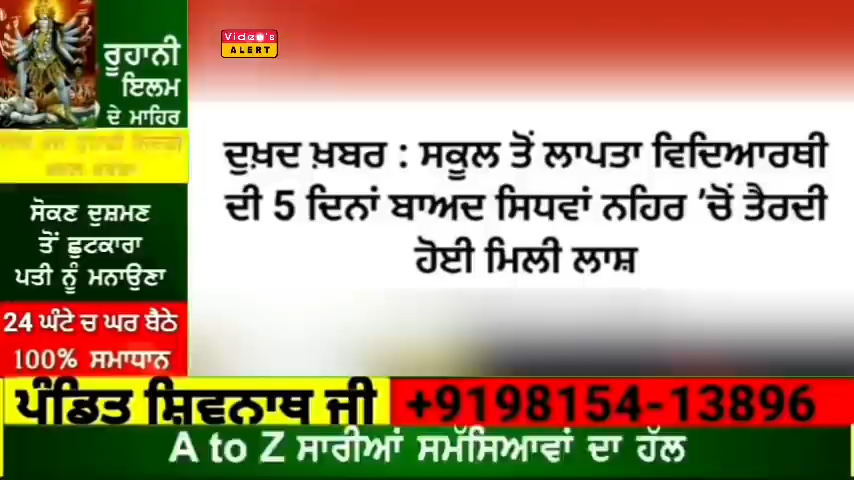 Video's
ALERT
ਰੂਹਾਨੀ
ਇਲਮ
ਦੇ ਮਾਹਿਰ
ਸੋਕਣ ਦੁਸ਼ਮਣ
ਤੋਂ ਛੁਟਕਾਰਾ
ਪਤੀ ਨੂੰ ਮਨਾਉਣਾ
24 ਘੰਟੇ ਚ ਘਰ ਬੈਠੇ
100% ਸਮਾਧਾਨ
ਦੁਖ਼ਦ ਖ਼ਬਰ : ਸਕੂਲ ਤੋਂ ਲਾਪਤਾ ਵਿਦਿਆਰਥੀ
ਦੀ 5 ਦਿਨਾਂ ਬਾਅਦ ਸਿਧਵਾਂ ਨਹਿਰ ’ਚੋਂ ਤੈਰਦੀ
ਹੋਈ ਮਿਲੀ ਲਾਸ਼
ਪੰਡਿਤ ਸ਼ਿਵਨਾਥ ਜੀ +9198154-13896
A to Z ਸਾਰੀਆਂ ਸਮੱਸਿਆਵਾਂ ਦਾ ਹੱਲ